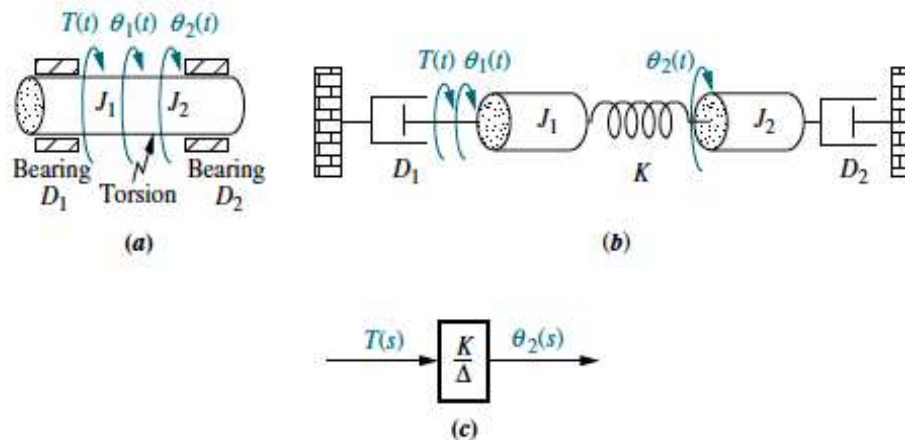 T(t) θ₁(t) θ₂(t)
J₁ J₂
Bearing Bearing
D₁ Torsion D₂
(a)
T(t) θ₁(t) θ₂(t)
J₁ J₂
D₁ K D₂
(b)
T(s) K/Δ θ₂(s)
(c)